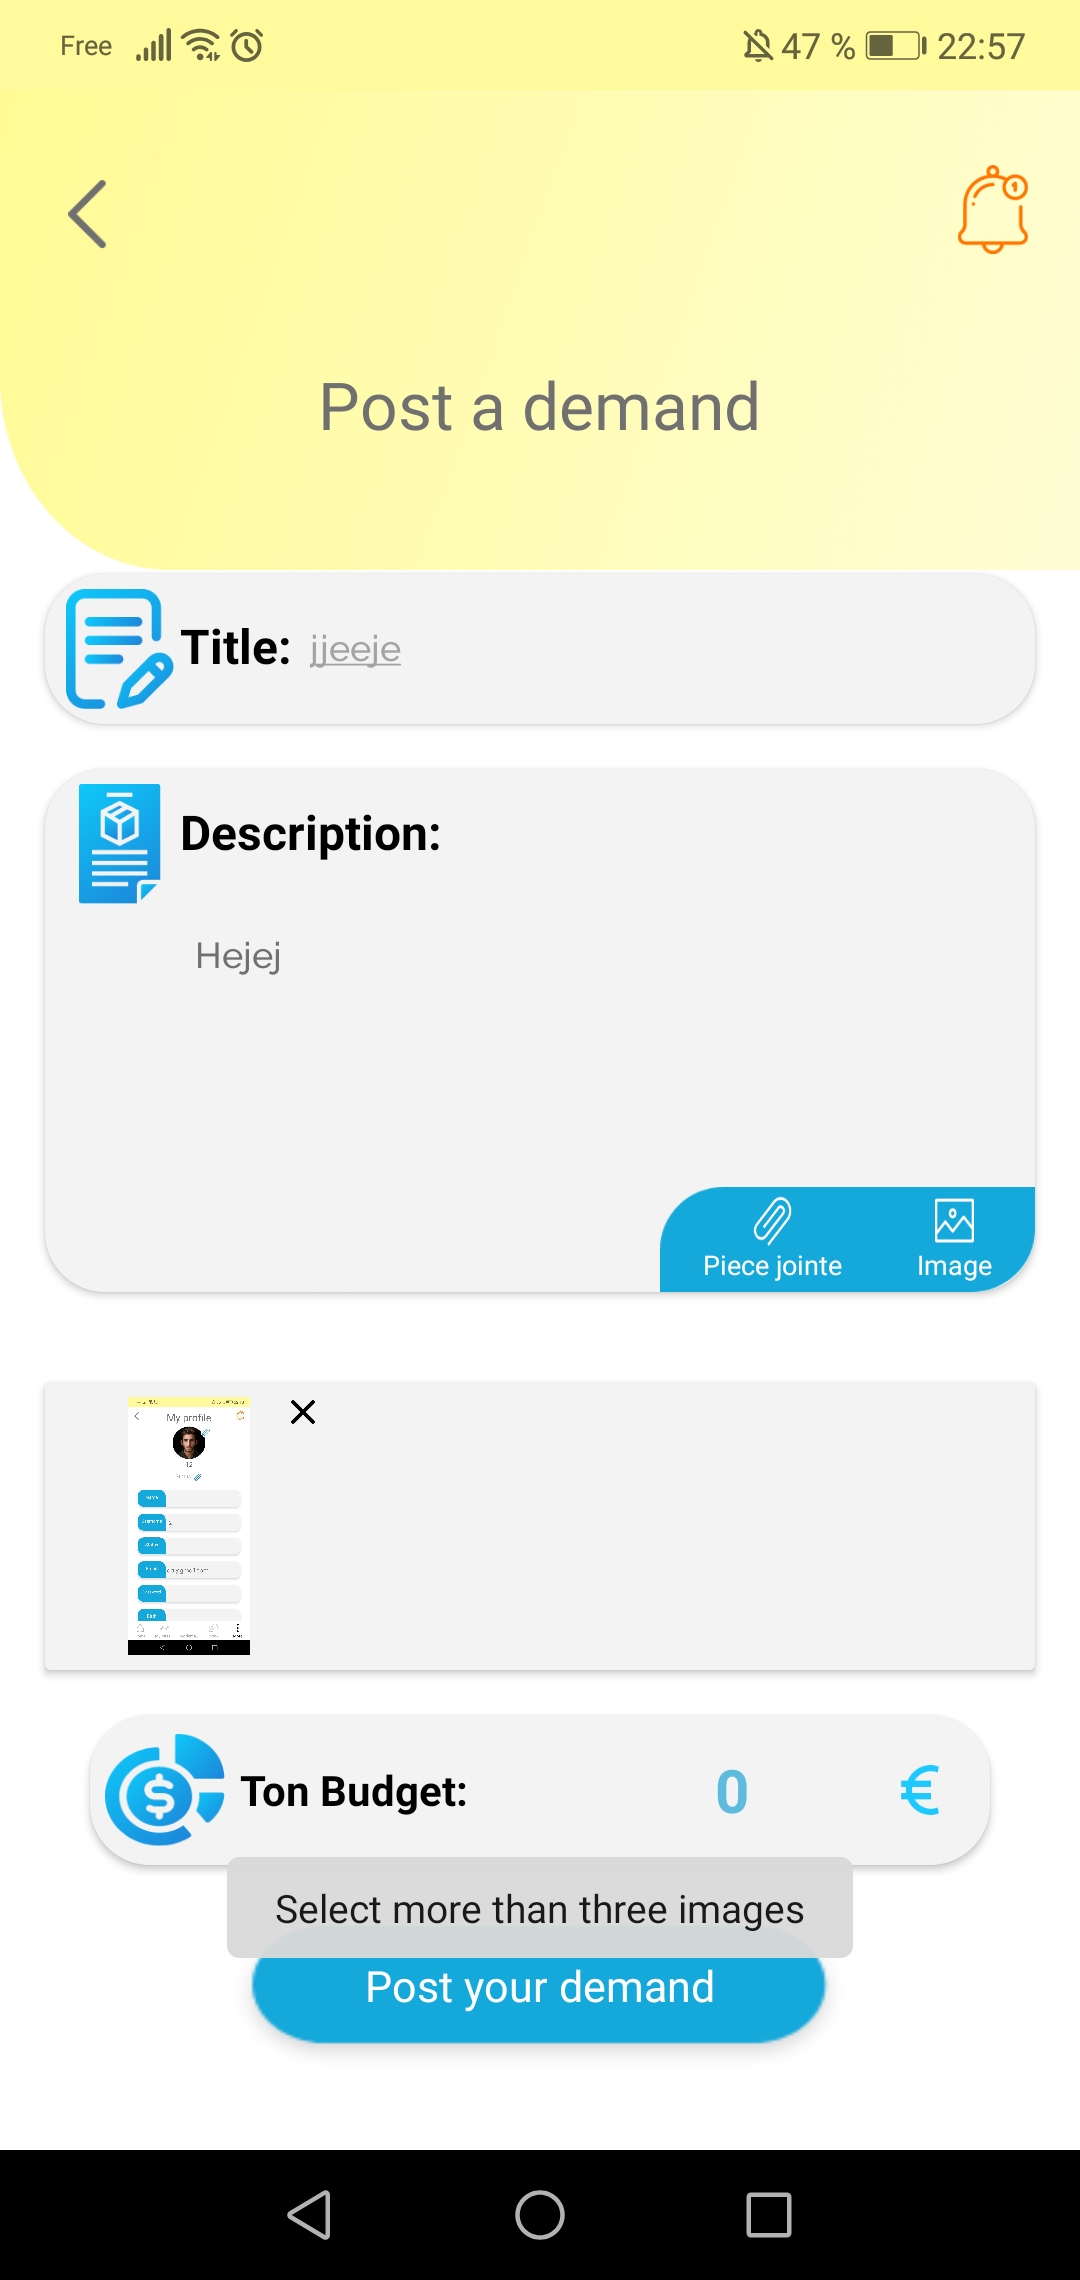 Free
47 %
22:57
Post a demand
Title: jjeeje
Description:
Hejej
Piece jointe
Image
My profile
12
Ton Budget:
0
€
Select more than three images
Post your demand